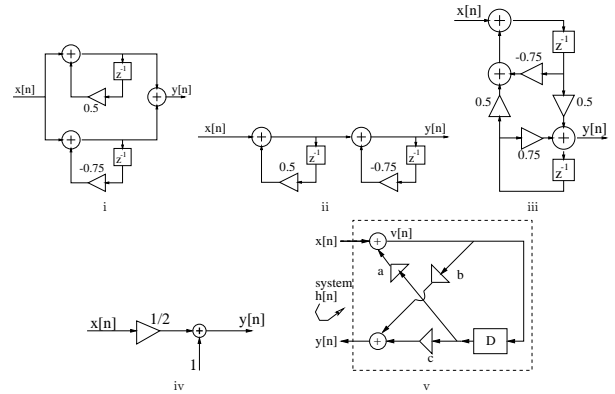 x[n]
z-1
0.5
y[n]
-0.75
z-1
i
x[n]
y[n]
0.5
z-1
-0.75
z-1
ii
x[n]
z-1
-0.75
0.5
0.5
y[n]
0.75
z-1
iii
x[n]
1/2
y[n]
1
iv
x[n]
v[n]
a
b
system
h[n]
y[n]
c
D
v